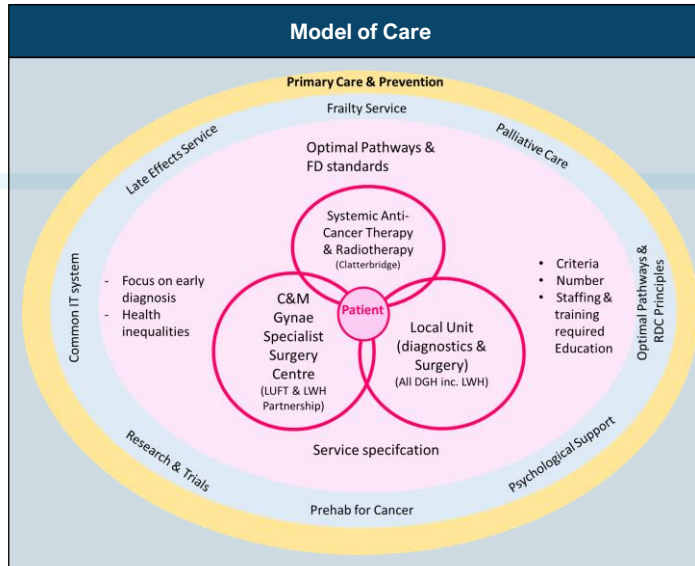 Model of Care
Primary Care & Prevention
Frailty Service
Late Effects Service
Palliative Care
Optimal Pathways &
FD standards
Systemic Anti-
Cancer Therapy
& Radiotherapy
(Clatterbridge)
Common IT system
- Focus on early
diagnosis
- Health
inequalities
C&M
Gynae
Specialist
Surgery
Centre
(LUFT & LWH
Partnership)
Patient
Local Unit
(diagnostics &
Surgery)
(All DGH inc. LWH)
• Criteria
• Number
• Staffing &
training
required
Education
Optimal Pathways &
RDC Principles
Service specifcation
Research & Trials
Psychological Support
Prehab for Cancer